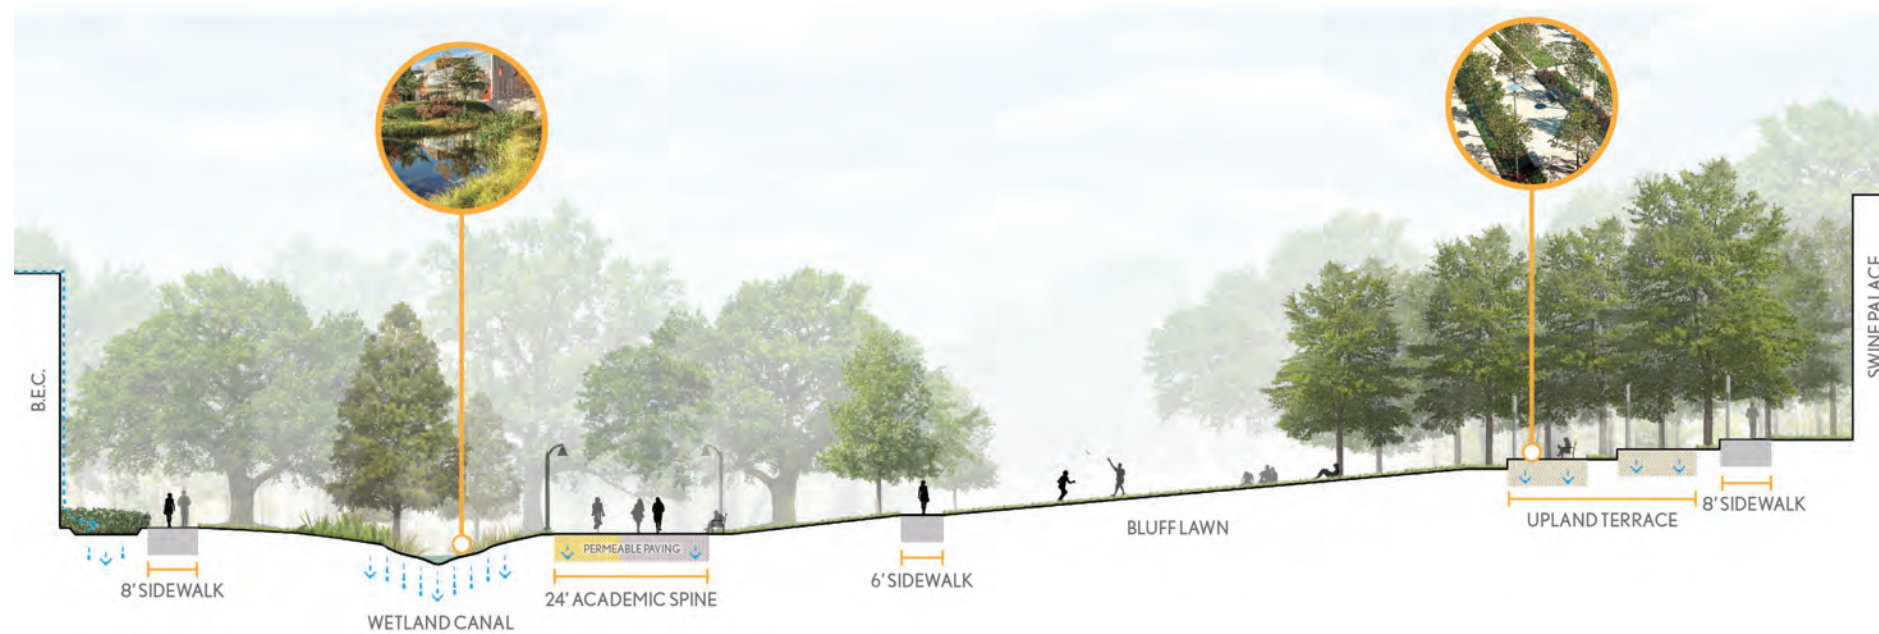 B.E.C.
8' SIDEWALK
WETLAND CANAL
PERMEABLE PAVING
24' ACADEMIC SPINE
6' SIDEWALK
BLUFF LAWN
UPLAND TERRACE
8' SIDEWALK
SWINE PALACE